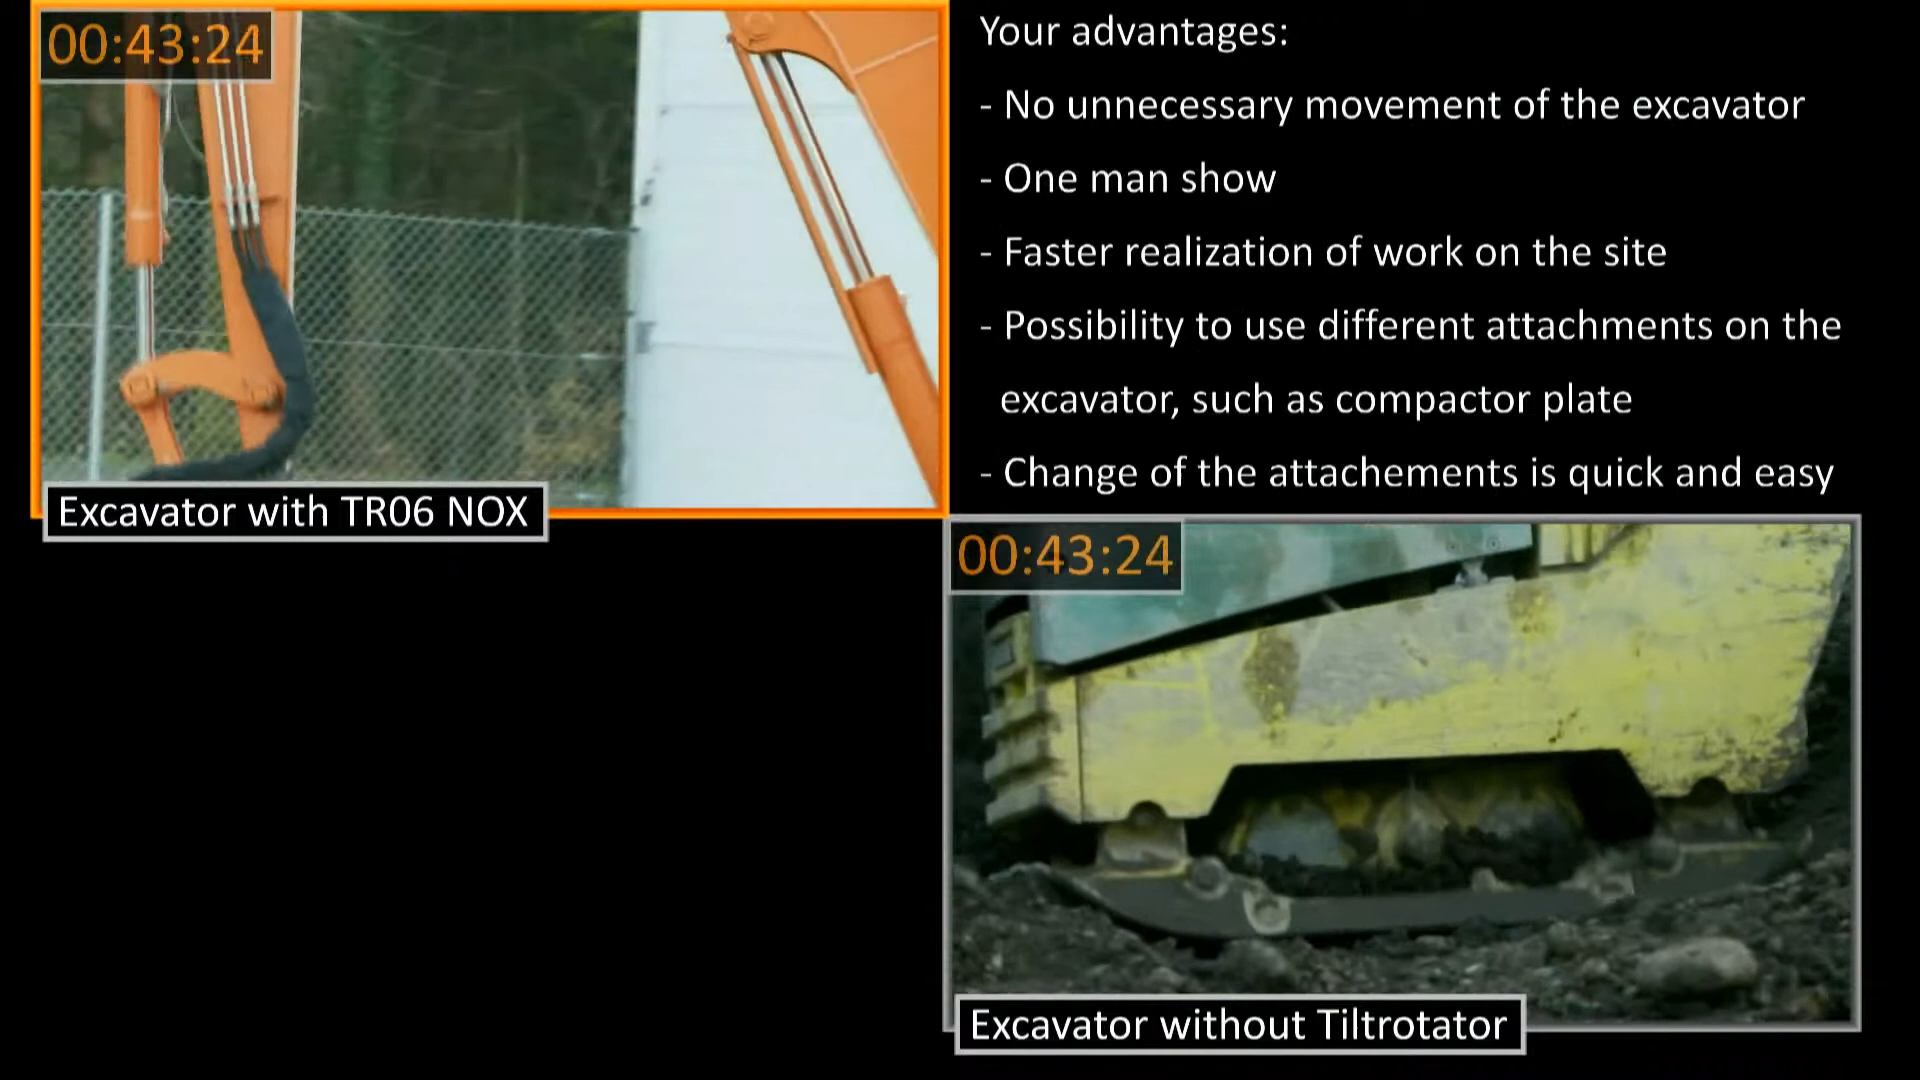 00:43:24
Excavator with TR06 NOX
Your advantages:
- No unnecessary movement of the excavator
- One man show
- Faster realization of work on the site
- Possibility to use different attachments on the
excavator, such as compactor plate
- Change of the attachements is quick and easy
00:43:24
Excavator without Tiltrotator